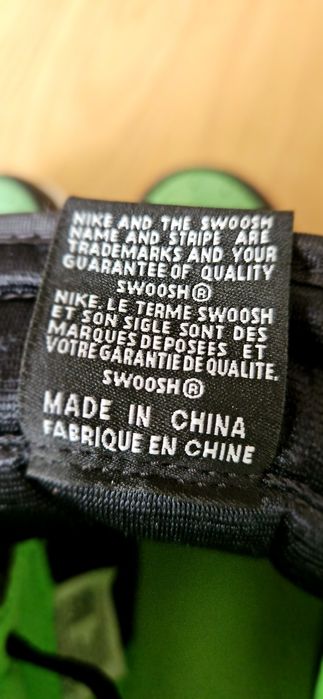 NIKE AND THE SWOOSH
NAME AND STRIPE ARE
TRADEMARKS AND YOUR
GUARANTEE OF QUALITY
SWOOSH®
NIKE, LE TERME SWOOSH
ET SON SIGLE SONT DES
MARQUES DEPOSEES ET
VOTRE GARANTIE DE QUALITE.
SWOOSH®
MADE IN CHINA
FABRIQUE EN CHINE